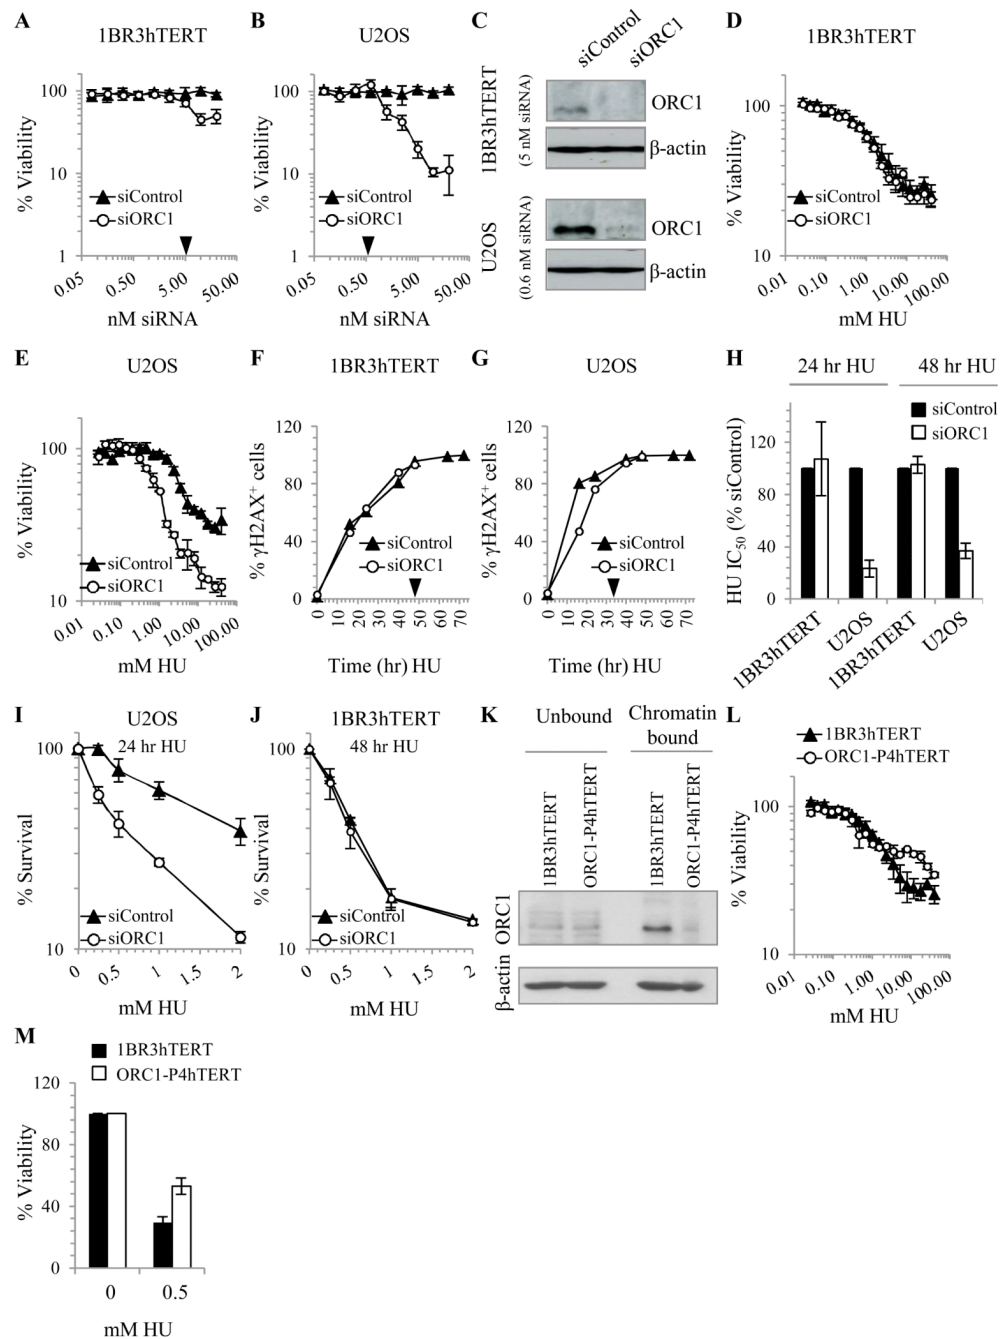 A
1BR3hTERT
% Viability
100
10
1
siControl
siORC1
0.05
0.50
5.00
50.00
nM siRNA
B
U2OS
% Viability
100
10
1
siControl
siORC1
0.05
0.50
5.00
50.00
nM siRNA
C
siControl
siORC1
1BR3hTERT
(5 nM siRNA)
ORC1
β-actin
U2OS
(0.6 nM siRNA)
ORC1
β-actin
D
1BR3hTERT
% Viability
100
10
siControl
siORC1
0.01
0.10
1.00
10.00
100.00
mM HU
E
U2OS
% Viability
100
10
siControl
siORC1
0.01
0.10
1.00
10.00
100.00
mM HU
F
1BR3hTERT
% γH2AX⁺ cells
120
80
40
0
siControl
siORC1
0
10
20
30
40
50
60
70
Time (hr) HU
G
U2OS
% γH2AX⁺ cells
120
80
40
0
siControl
siORC1
0
10
20
30
40
50
60
70
Time (hr) HU
H
24 hr HU
48 hr HU
HU IC₅₀ (% siControl)
120
80
40
0
siControl
siORC1
1BR3hTERT
U2OS
1BR3hTERT
U2OS
I
U2OS
24 hr HU
% Survival
100
10
siControl
siORC1
0
0.5
1
1.5
2
mM HU
J
1BR3hTERT
48 hr HU
% Survival
100
10
siControl
siORC1
0
0.5
1
1.5
2
mM HU
K
Unbound
Chromatin
bound
1BR3hTERT
ORC1-P4hTERT
1BR3hTERT
ORC1-P4hTERT
ORC1
β-actin
L
1BR3hTERT
ORC1-P4hTERT
% Viability
100
10
0.01
0.10
1.00
10.00
100.00
mM HU
M
1BR3hTERT
ORC1-P4hTERT
% Viability
120
80
40
0
0
0.5
mM HU